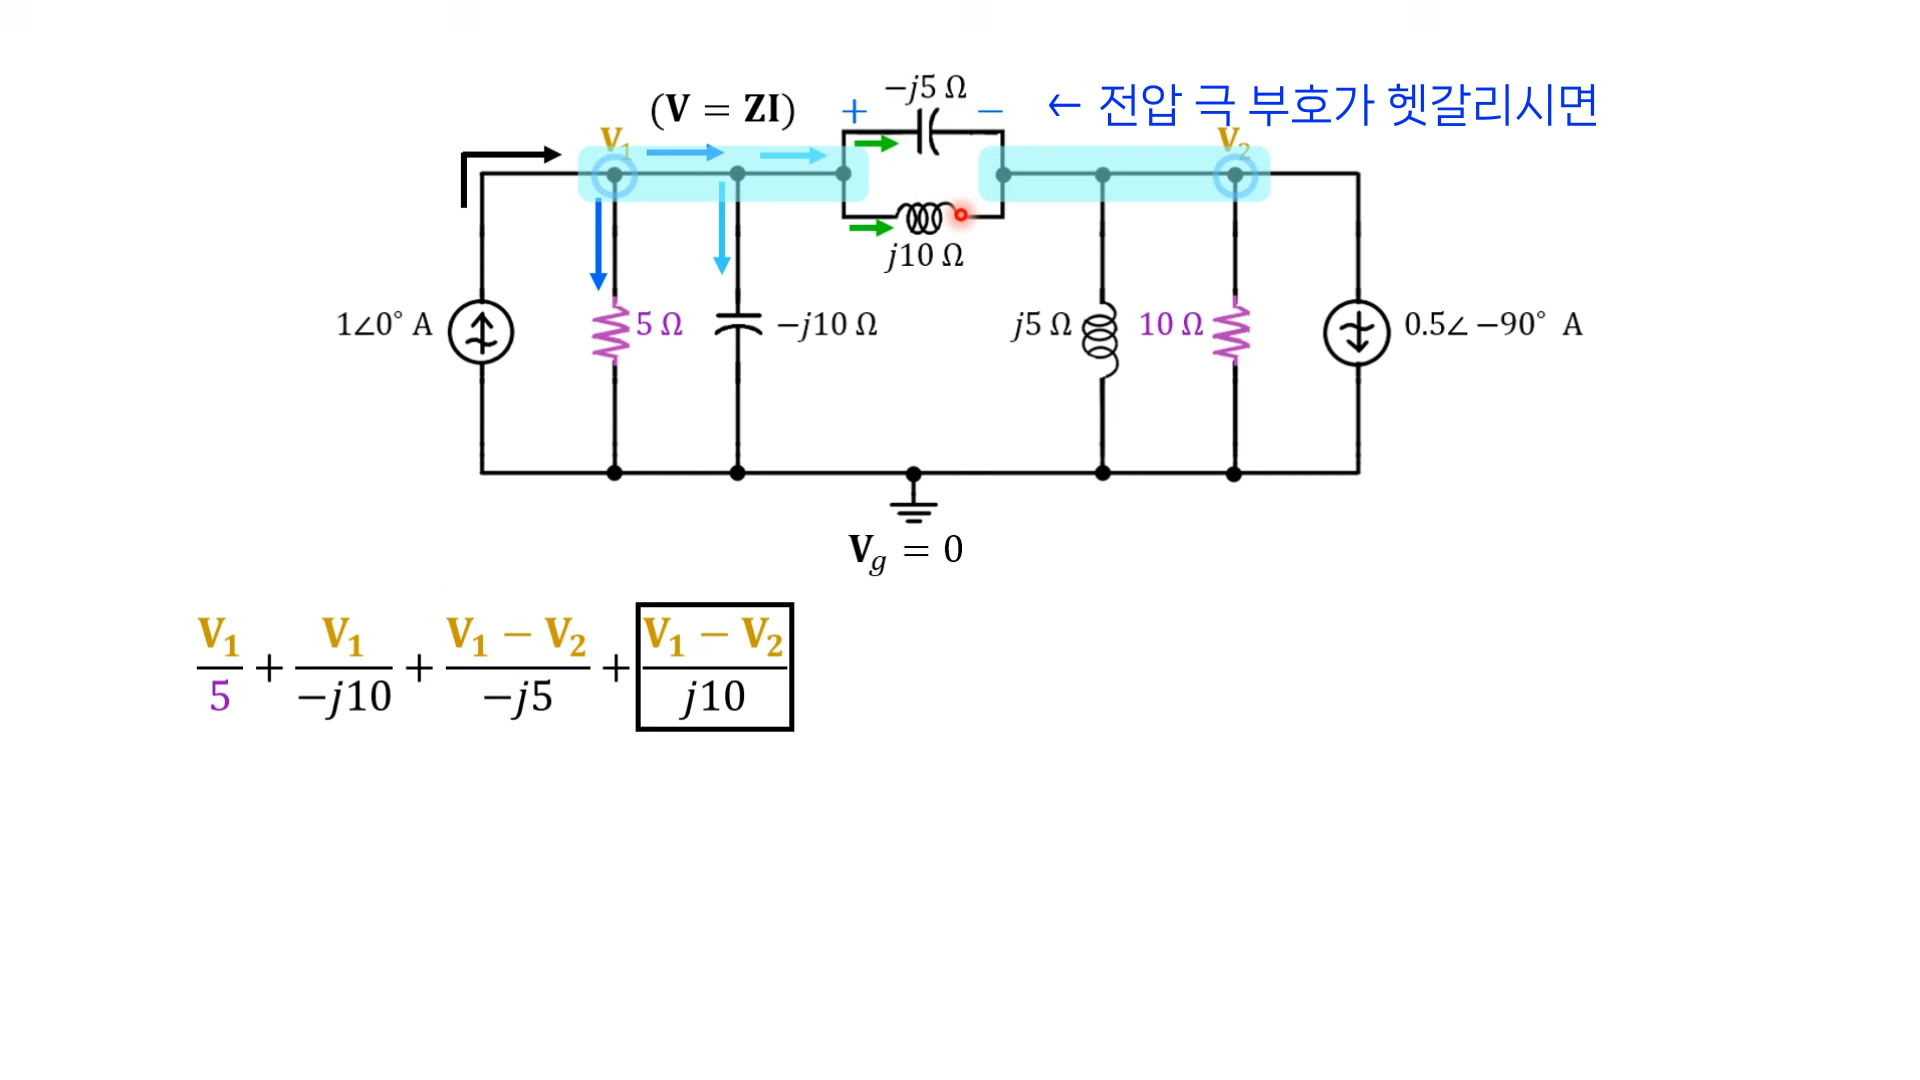 −j5 Ω
(V = ZI)
+ − ← 전압 극 부호가 헷갈리시면
V1 V2
j10 Ω
1∠0° A 5 Ω −j10 Ω j5 Ω 10 Ω 0.5∠ −90° A
Vg = 0
V1/5 + V1/−j10 + V1 − V2/−j5 + V1 − V2/j10